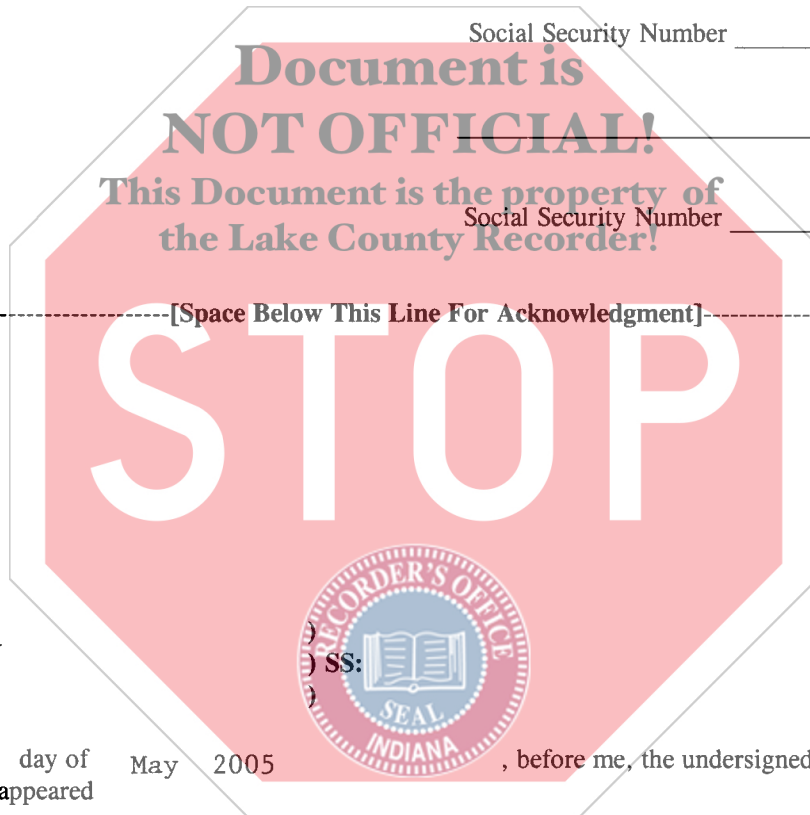 Social Security Number
Document is
NOT OFFICIAL!
This Document is the property of
the Lake County Recorder!
Social Security Number
[Space Below This Line For Acknowledgment]
STOP
RECORDER'S OFFICE
)
) SS:
)
SEAL
INDIANA
day of May 2005 , before me, the undersigned
appeared